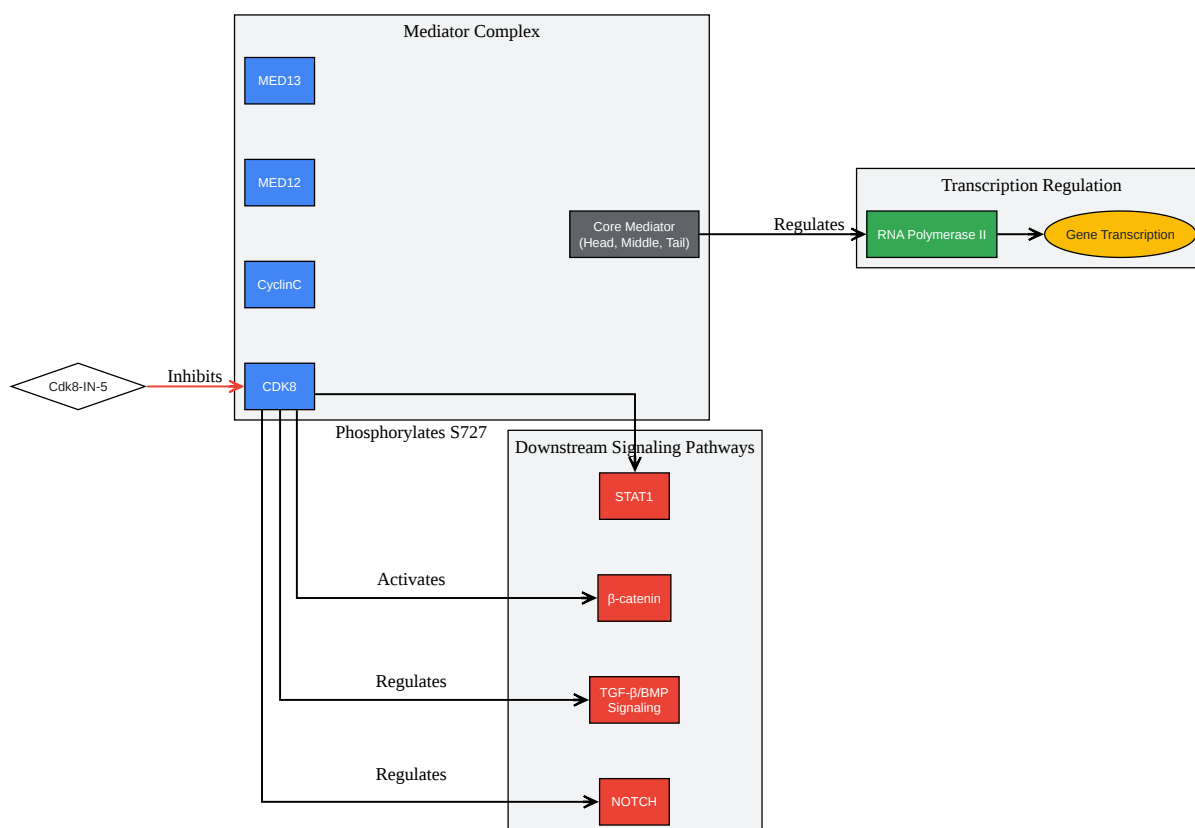 Mediator Complex
MED13
MED12
Transcription Regulation
Core Mediator
(Head, Middle, Tail)
Regulates
RNA Polymerase II
Gene Transcription
CyclinC
Cdk8-IN-5
Inhibits
CDK8
Phosphorylates S727
Downstream Signaling Pathways
STAT1
Activates
β-catenin
Regulates
TGF-β/BMP
Signaling
Regulates
NOTCH